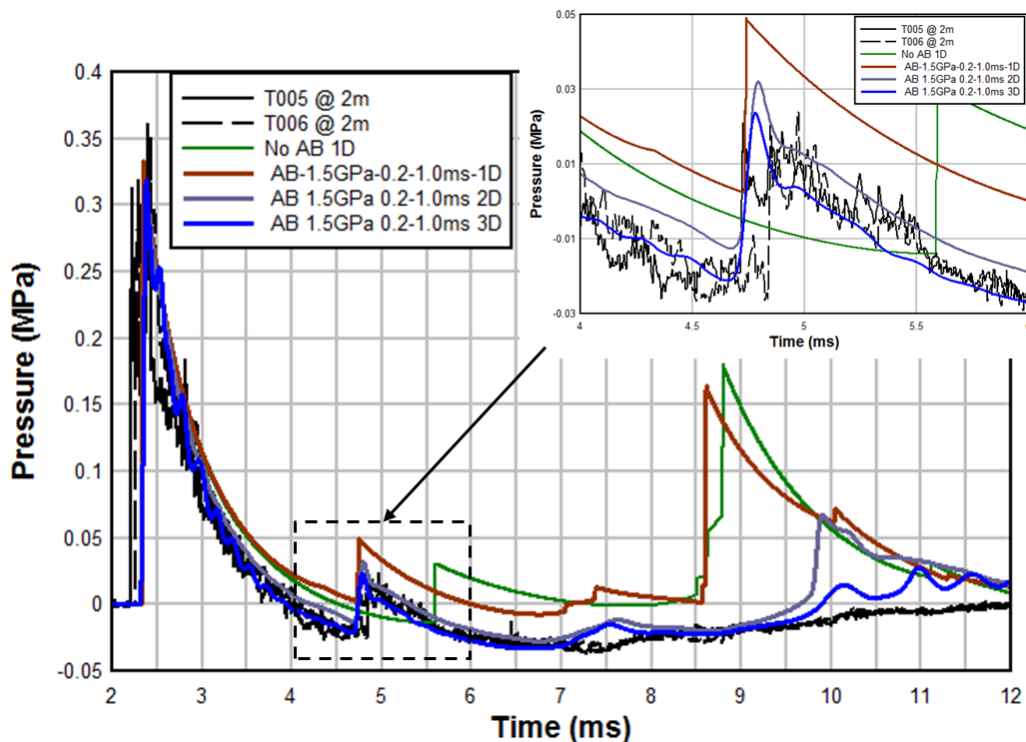 0.05
0.03
0.01
-0.01
-0.03
4
4.5
5
5.5
Pressure (MPa)
Time (ms)
T005 @ 2m
T006 @ 2m
No AB 1D
AB-1.5GPa-0.2-1.0ms-1D
AB 1.5GPa 0.2-1.0ms 2D
AB 1.5GPa 0.2-1.0ms 3D
0.4
0.35
0.3
0.25
0.2
0.15
0.1
0.05
0
-0.05
Pressure (MPa)
T005 @ 2m
T006 @ 2m
No AB 1D
AB-1.5GPa-0.2-1.0ms-1D
AB 1.5GPa 0.2-1.0ms 2D
AB 1.5GPa 0.2-1.0ms 3D
2 3 4 5 6 7 8 9 10 11 12
Time (ms)